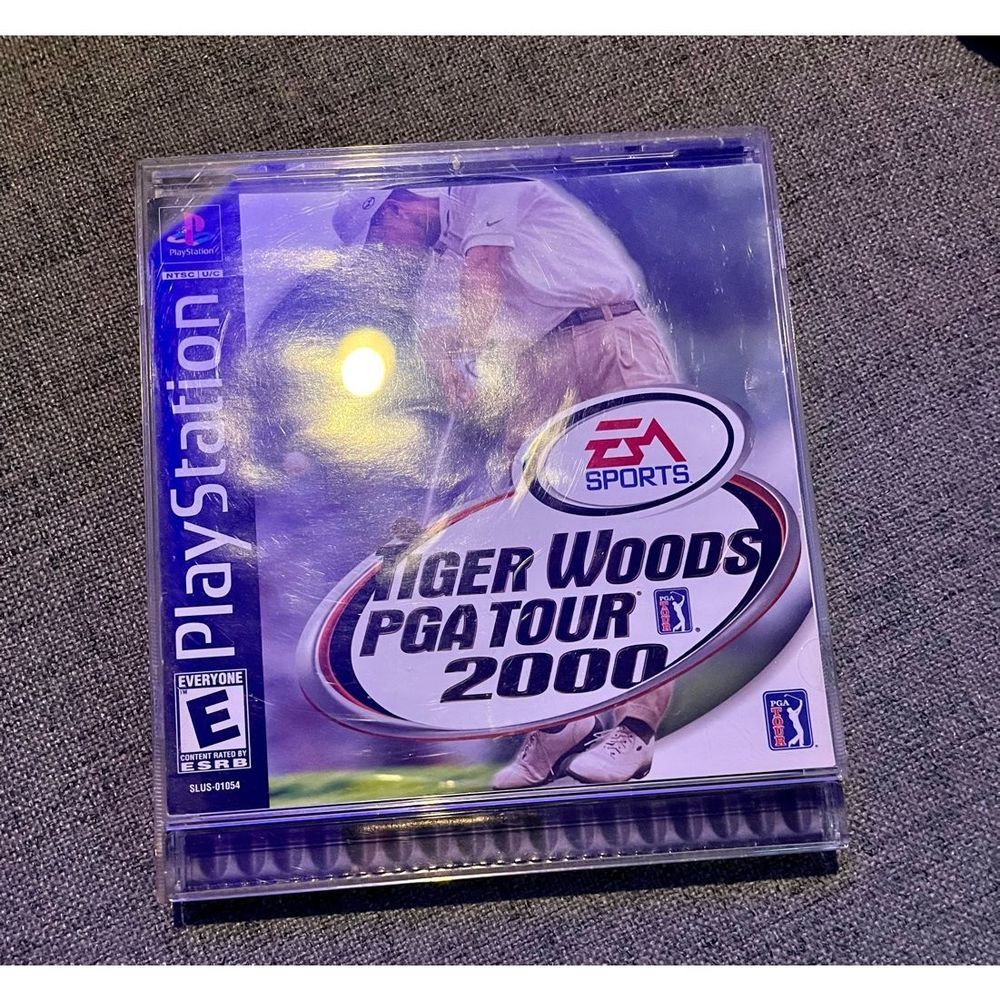 PlayStation
NTSC U/C
PlayStation
EA
SPORTS
TIGER WOODS
PGA TOUR
2000
PGA
TOUR
EVERYONE
E
CONTENT RATED BY
ESRB
SLUS-01054
PGA
TOUR